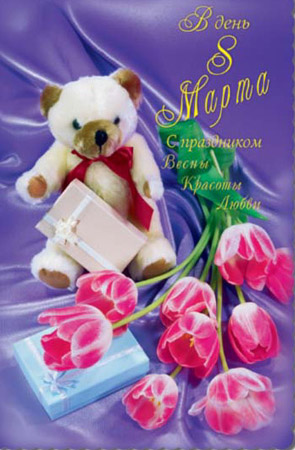 В день
8
Марта
С праздником
Весны
Красоты
Любви